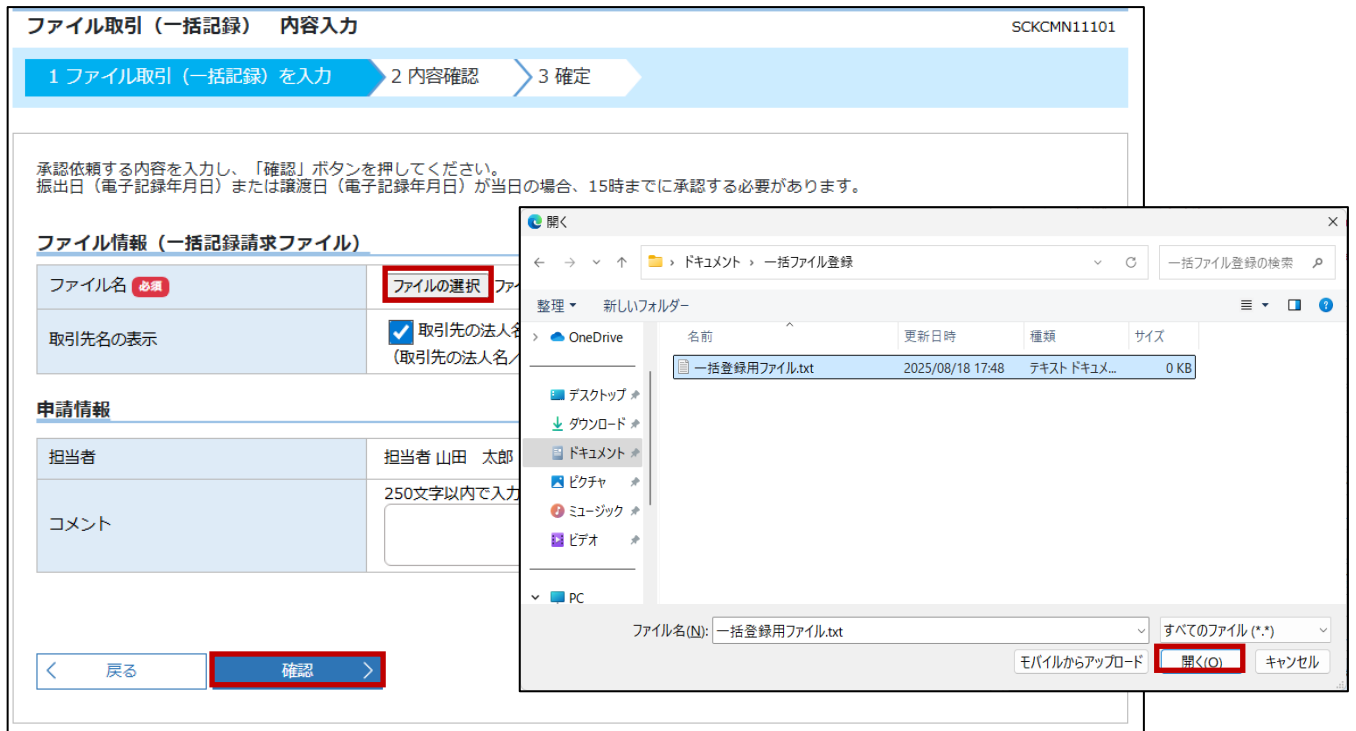 ファイル取引（一括記録）　内容入力
SCKCMN11101
1 ファイル取引（一括記録）を入力
2 内容確認
3 確定
承認依頼する内容を入力し、「確認」ボタンを押してください。
振出日（電子記録年月日）または譲渡日（電子記録年月日）が当日の場合、15時までに承認する必要があります。
ファイル情報（一括記録請求ファイル）
ファイル名 必須
ファイルの選択 ファイ
取引先名の表示
取引先の法人名
（取引先の法人名／
申請情報
担当者
担当者 山田　太郎
コメント
250文字以内で入力
戻る
確認
開く
ドキュメント › 一括ファイル登録
一括ファイル登録の検索
整理
新しいフォルダー
OneDrive
デスクトップ
ダウンロード
ドキュメント
ピクチャ
ミュージック
ビデオ
PC
名前 更新日時 種類 サイズ
一括登録用ファイル.txt 2025/08/18 17:48 テキスト ドキュメ... 0 KB
ファイル名(N): 一括登録用ファイル.txt
すべてのファイル (*.*)
モバイルからアップロード
開く(O)
キャンセル